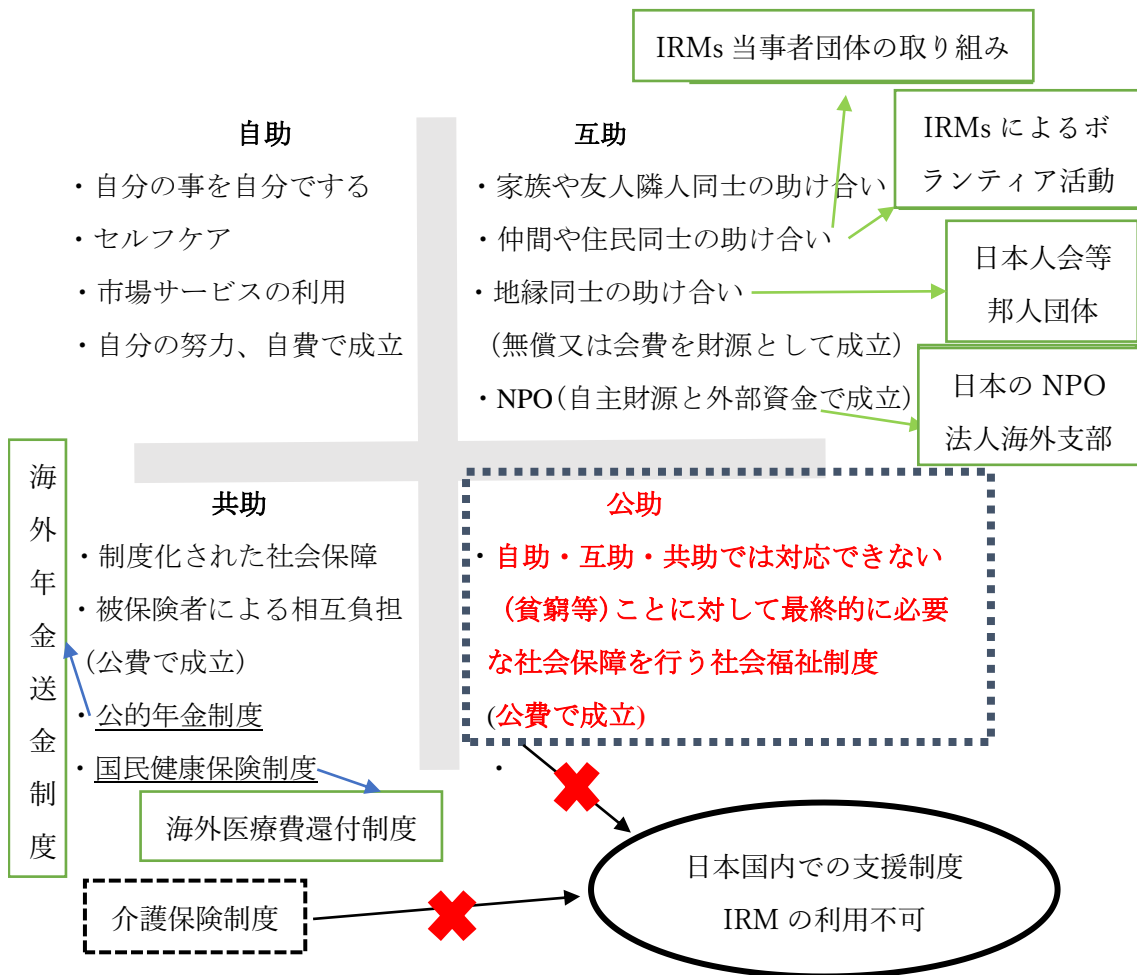 IRMs 当事者団体の取り組み
IRMs によるボ
ランティア活動
日本人会等
邦人団体
日本の NPO
法人海外支部
自助
・自分の事を自分でする
・セルフケア
・市場サービスの利用
・自分の努力、自費で成立
互助
・家族や友人隣人同士の助け合い
・仲間や住民同士の助け合い
・地縁同士の助け合い
(無償又は会費を財源として成立)
・NPO(自主財源と外部資金で成立)
海外年金送金制度
共助
・制度化された社会保障
・被保険者による相互負担
(公費で成立)
・公的年金制度
・国民健康保険制度
海外医療費還付制度
公助
・自助・互助・共助では対応できない
(貧窮等)ことに対して最終的に必要
な社会保障を行う社会福祉制度
(公費で成立)
・
介護保険制度
日本国内での支援制度
IRM の利用不可